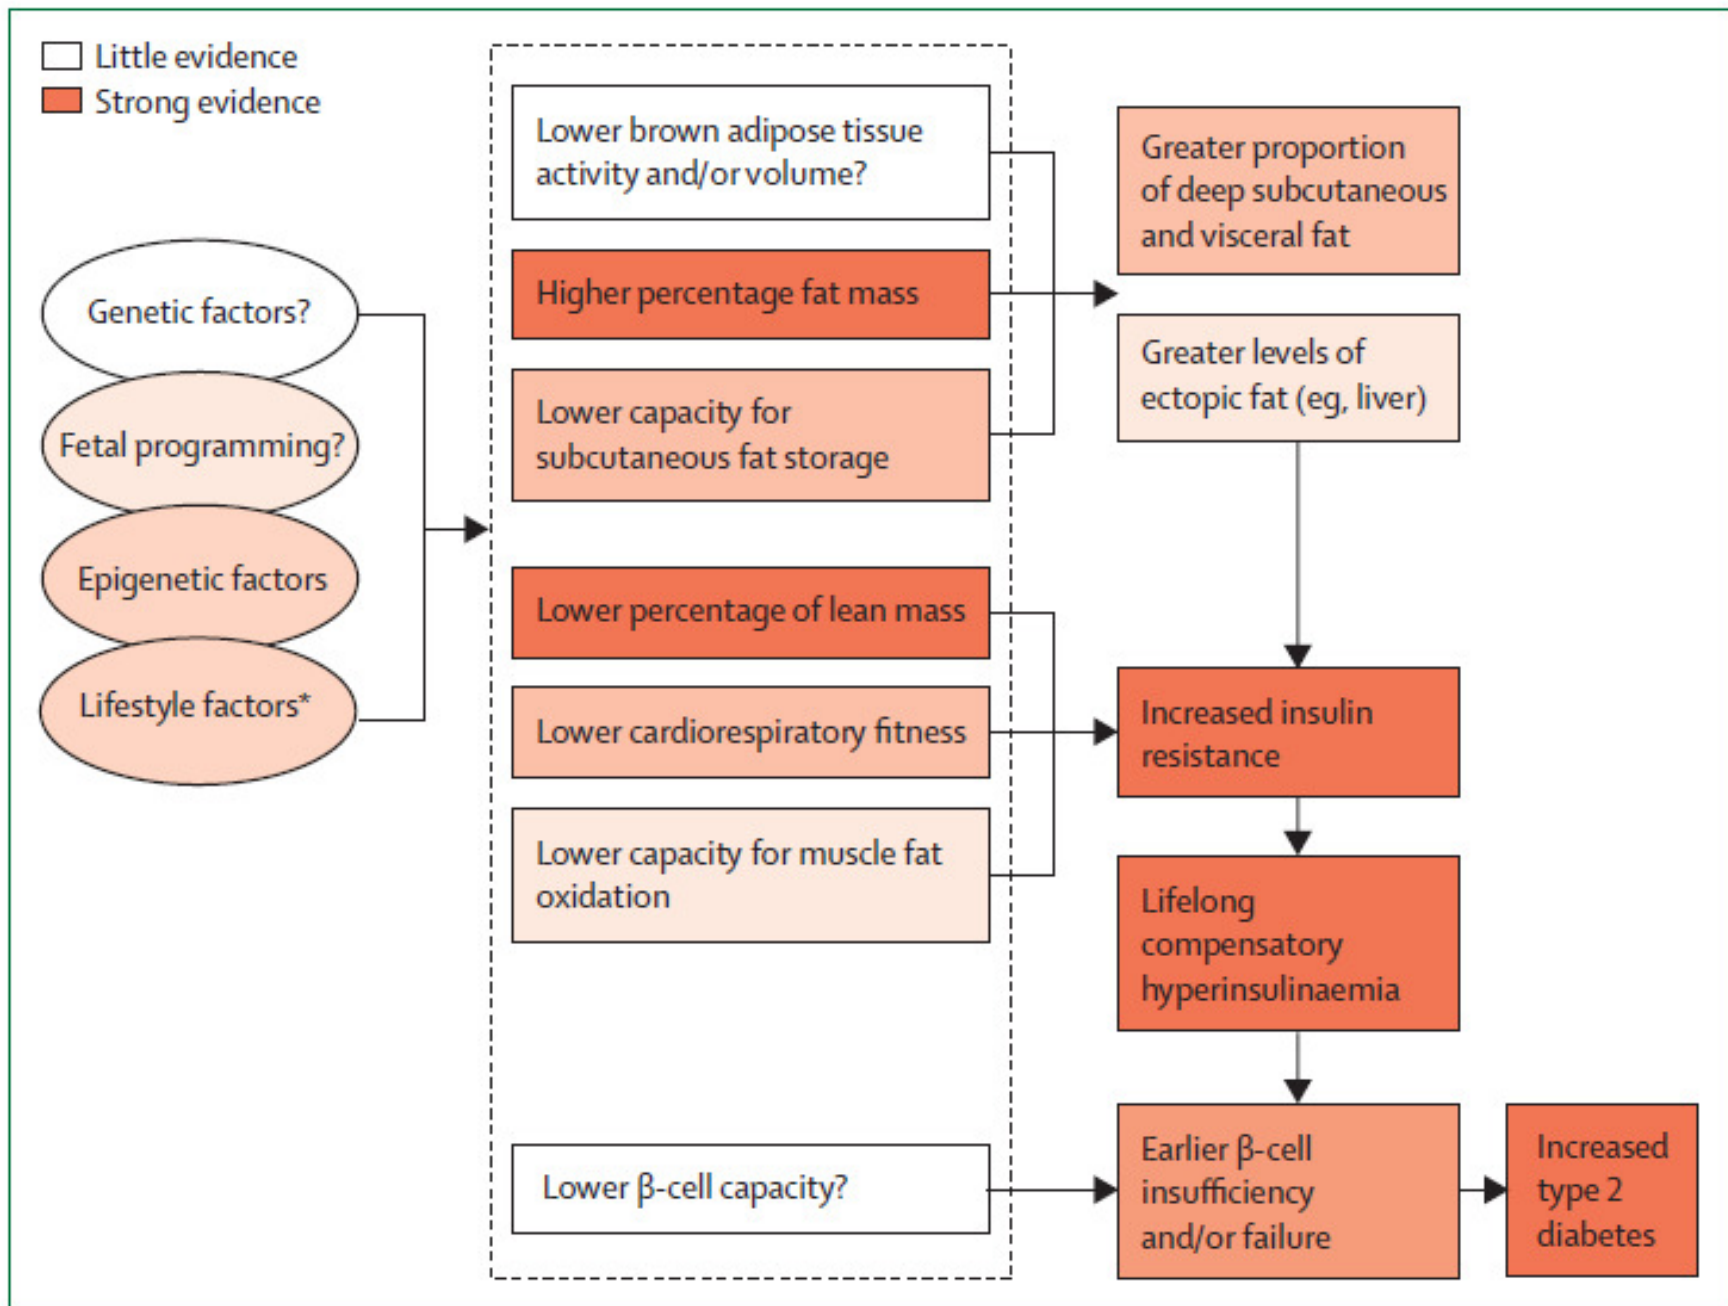 Little evidence
Strong evidence
Genetic factors?
Fetal programming?
Epigenetic factors
Lifestyle factors*
Lower brown adipose tissue
activity and/or volume?
Higher percentage fat mass
Lower capacity for
subcutaneous fat storage
Lower percentage of lean mass
Lower cardiorespiratory fitness
Lower capacity for muscle fat
oxidation
Lower β-cell capacity?
Greater proportion
of deep subcutaneous
and visceral fat
Greater levels of
ectopic fat (eg, liver)
Increased insulin
resistance
Lifelong
compensatory
hyperinsulinaemia
Earlier β-cell
insufficiency
and/or failure
Increased
type 2
diabetes